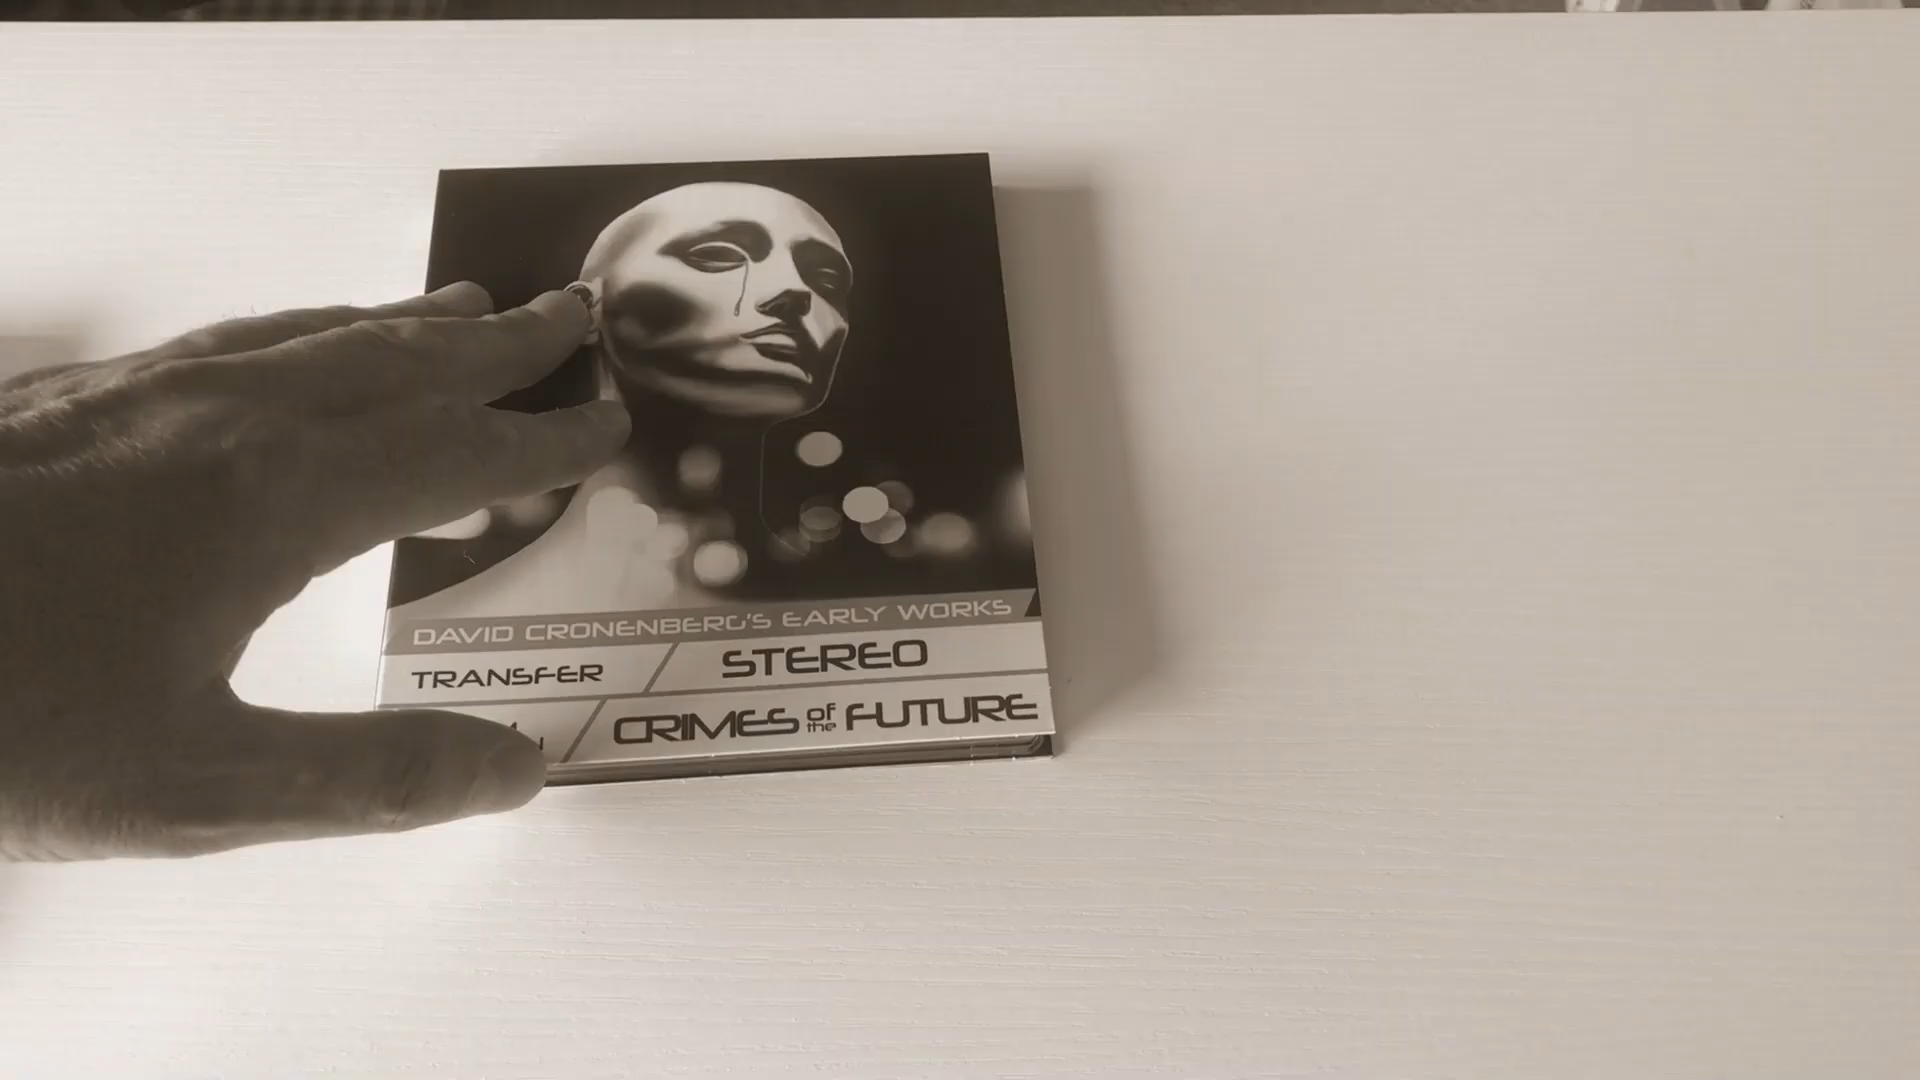 DAVID CRONENBERG'S EARLY WORKS
TRANSFER STEREO
CRIMES of the FUTURE